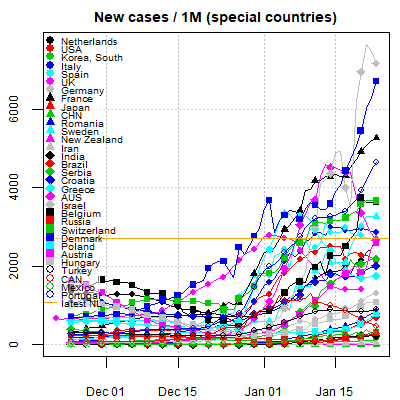 New cases / 1M (special countries)
Netherlands
USA
Korea, South
Italy
Spain
UK
Germany
France
Japan
CHN
Romania
Sweden
New Zealand
Iran
India
Brazil
Serbia
Croatia
Greece
AUS
Israel
Belgium
Russia
Switzerland
Denmark
Poland
Austria
Hungary
Turkey
CAN
Mexico
Portugal
latest NL
0
2000
4000
6000
Dec 01
Dec 15
Jan 01
Jan 15